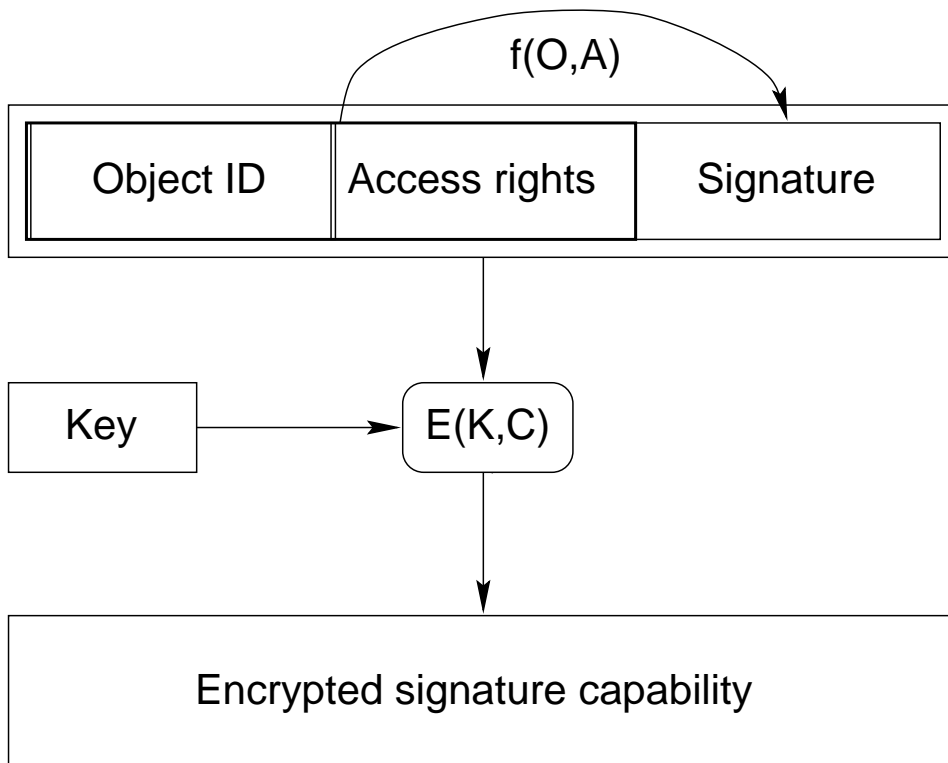 f(O,A)
Object ID
Access rights
Signature
Key
E(K,C)
Encrypted signature capability